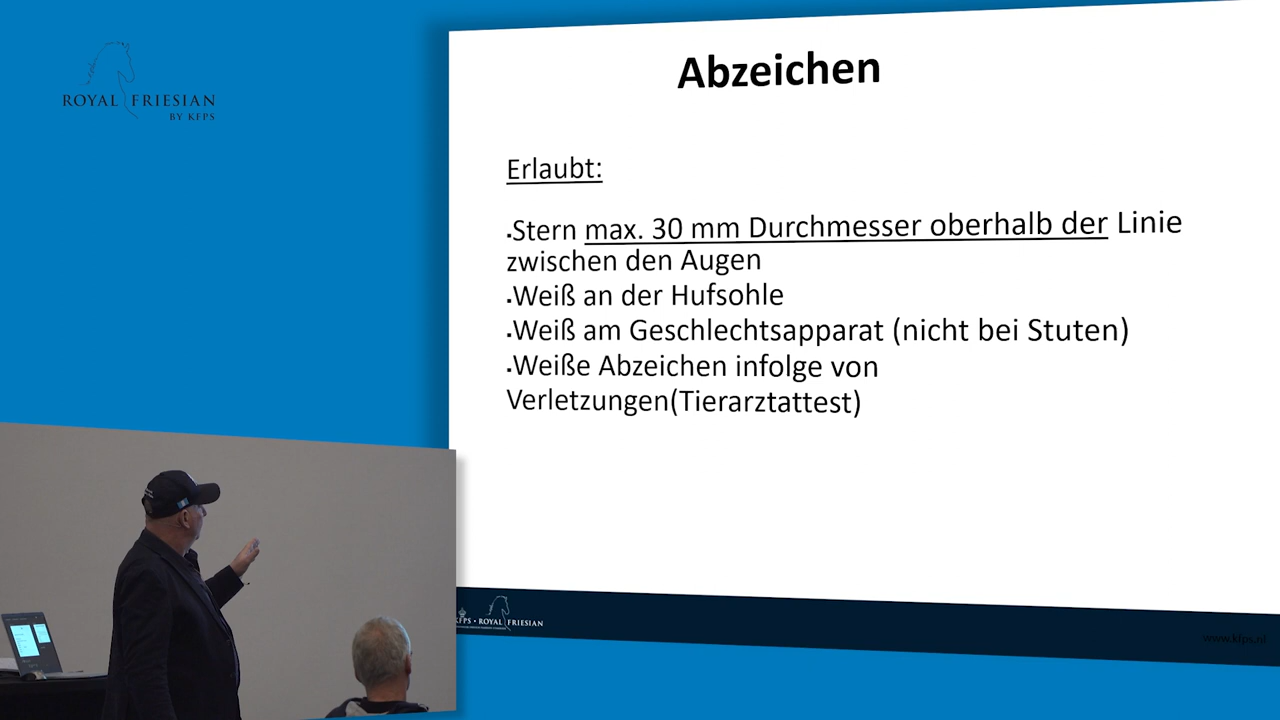 ROYAL FRIESIAN
BY KFPS
Abzeichen
Erlaubt:
▪Stern max. 30 mm Durchmesser oberhalb der Linie
zwischen den Augen
▪Weiß an der Hufsohle
▪Weiß am Geschlechtsapparat (nicht bei Stuten)
▪Weiße Abzeichen infolge von
Verletzungen(Tierarztattest)
KFPS • ROYAL FRIESIAN
www.kfps.nl